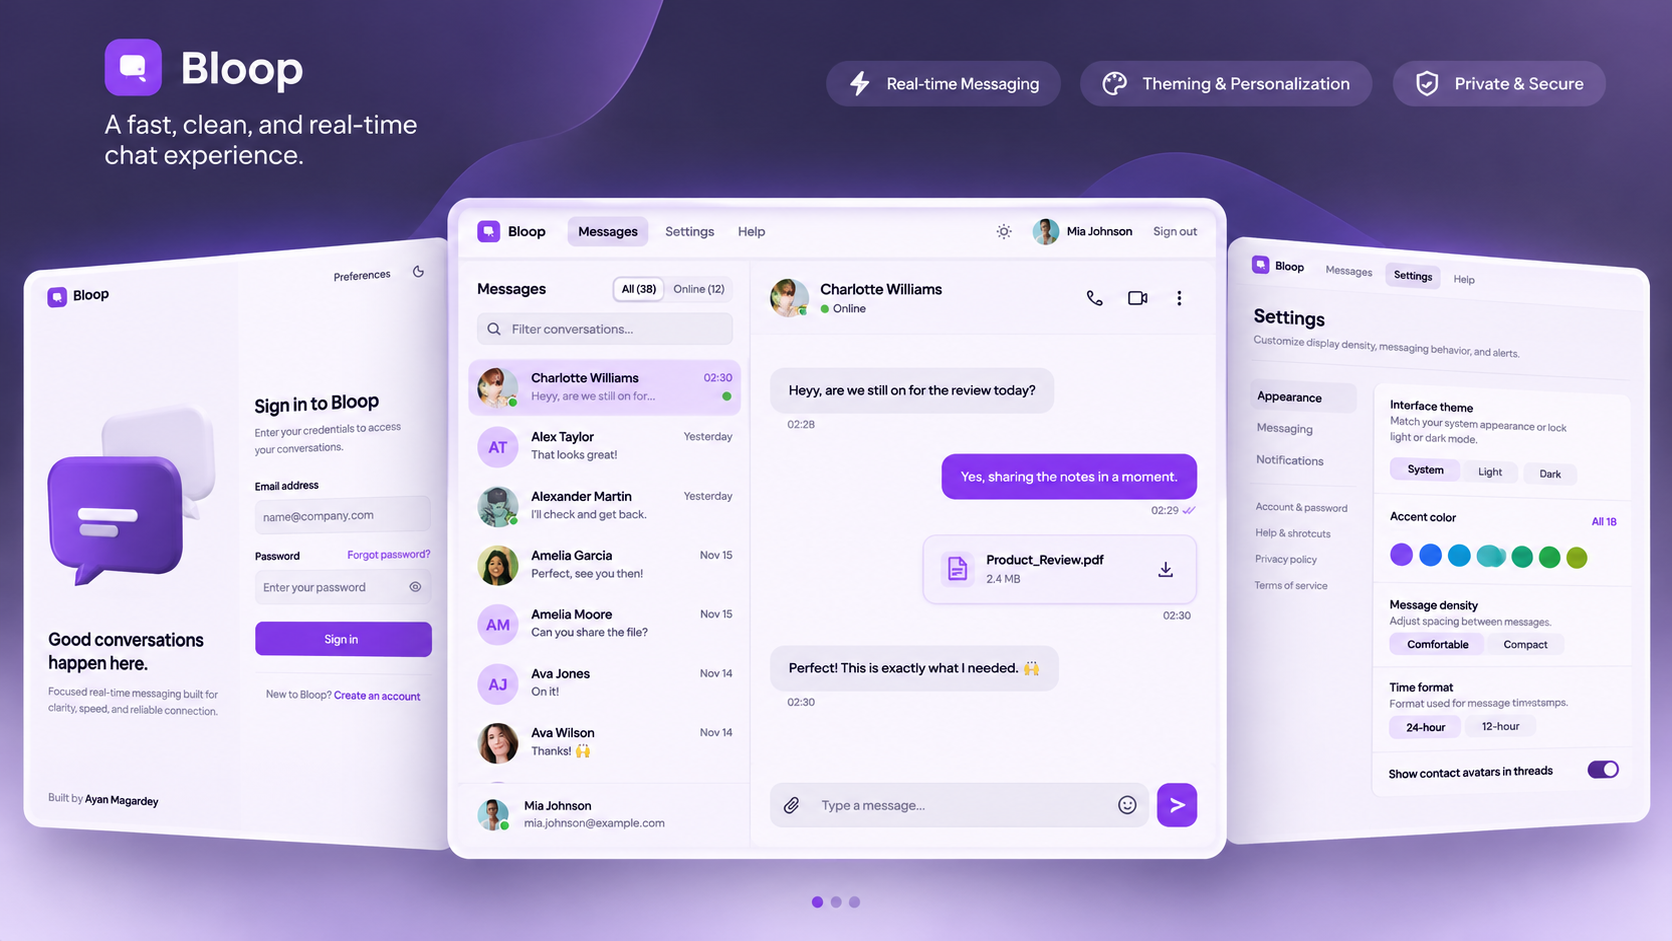 Bloop
A fast, clean, and real-time
chat experience.
Real-time Messaging
Theming & Personalization
Private & Secure
Bloop
Preferences
Good conversations
happen here.
Focused real-time messaging built for
clarity, speed, and reliable connection.
Built by Ayan Magardey
Sign in to Bloop
Enter your credentials to access
your conversations.
Email address
name@company.com
Password
Forgot password?
Enter your password
Sign in
New to Bloop? Create an account
Bloop
Messages
Settings
Help
Mia Johnson
Sign out
Messages
All (38)
Online (12)
Filter conversations...
Charlotte Williams
02:30
Heyy, are we still on for...
AT
Alex Taylor
Yesterday
That looks great!
Alexander Martin
Yesterday
I'll check and get back.
Amelia Garcia
Nov 15
Perfect, see you then!
AM
Amelia Moore
Nov 15
Can you share the file?
AJ
Ava Jones
Nov 14
On it!
Ava Wilson
Nov 14
Thanks! 🙌
Mia Johnson
mia.johnson@example.com
Charlotte Williams
Online
Heyy, are we still on for the review today?
02:28
Yes, sharing the notes in a moment.
02:29
Product_Review.pdf
2.4 MB
02:30
Perfect! This is exactly what I needed. 🙌
02:30
Type a message...
Bloop
Messages
Settings
Help
Settings
Customize display density, messaging behavior, and alerts.
Appearance
Messaging
Notifications
Account & password
Help & shrotcuts
Privacy policy
Terms of service
Interface theme
Match your system appearance or lock
light or dark mode.
System
Light
Dark
Accent color
All 18
Message density
Adjust spacing between messages.
Comfortable
Compact
Time format
Format used for message timestamps.
24-hour
12-hour
Show contact avatars in threads